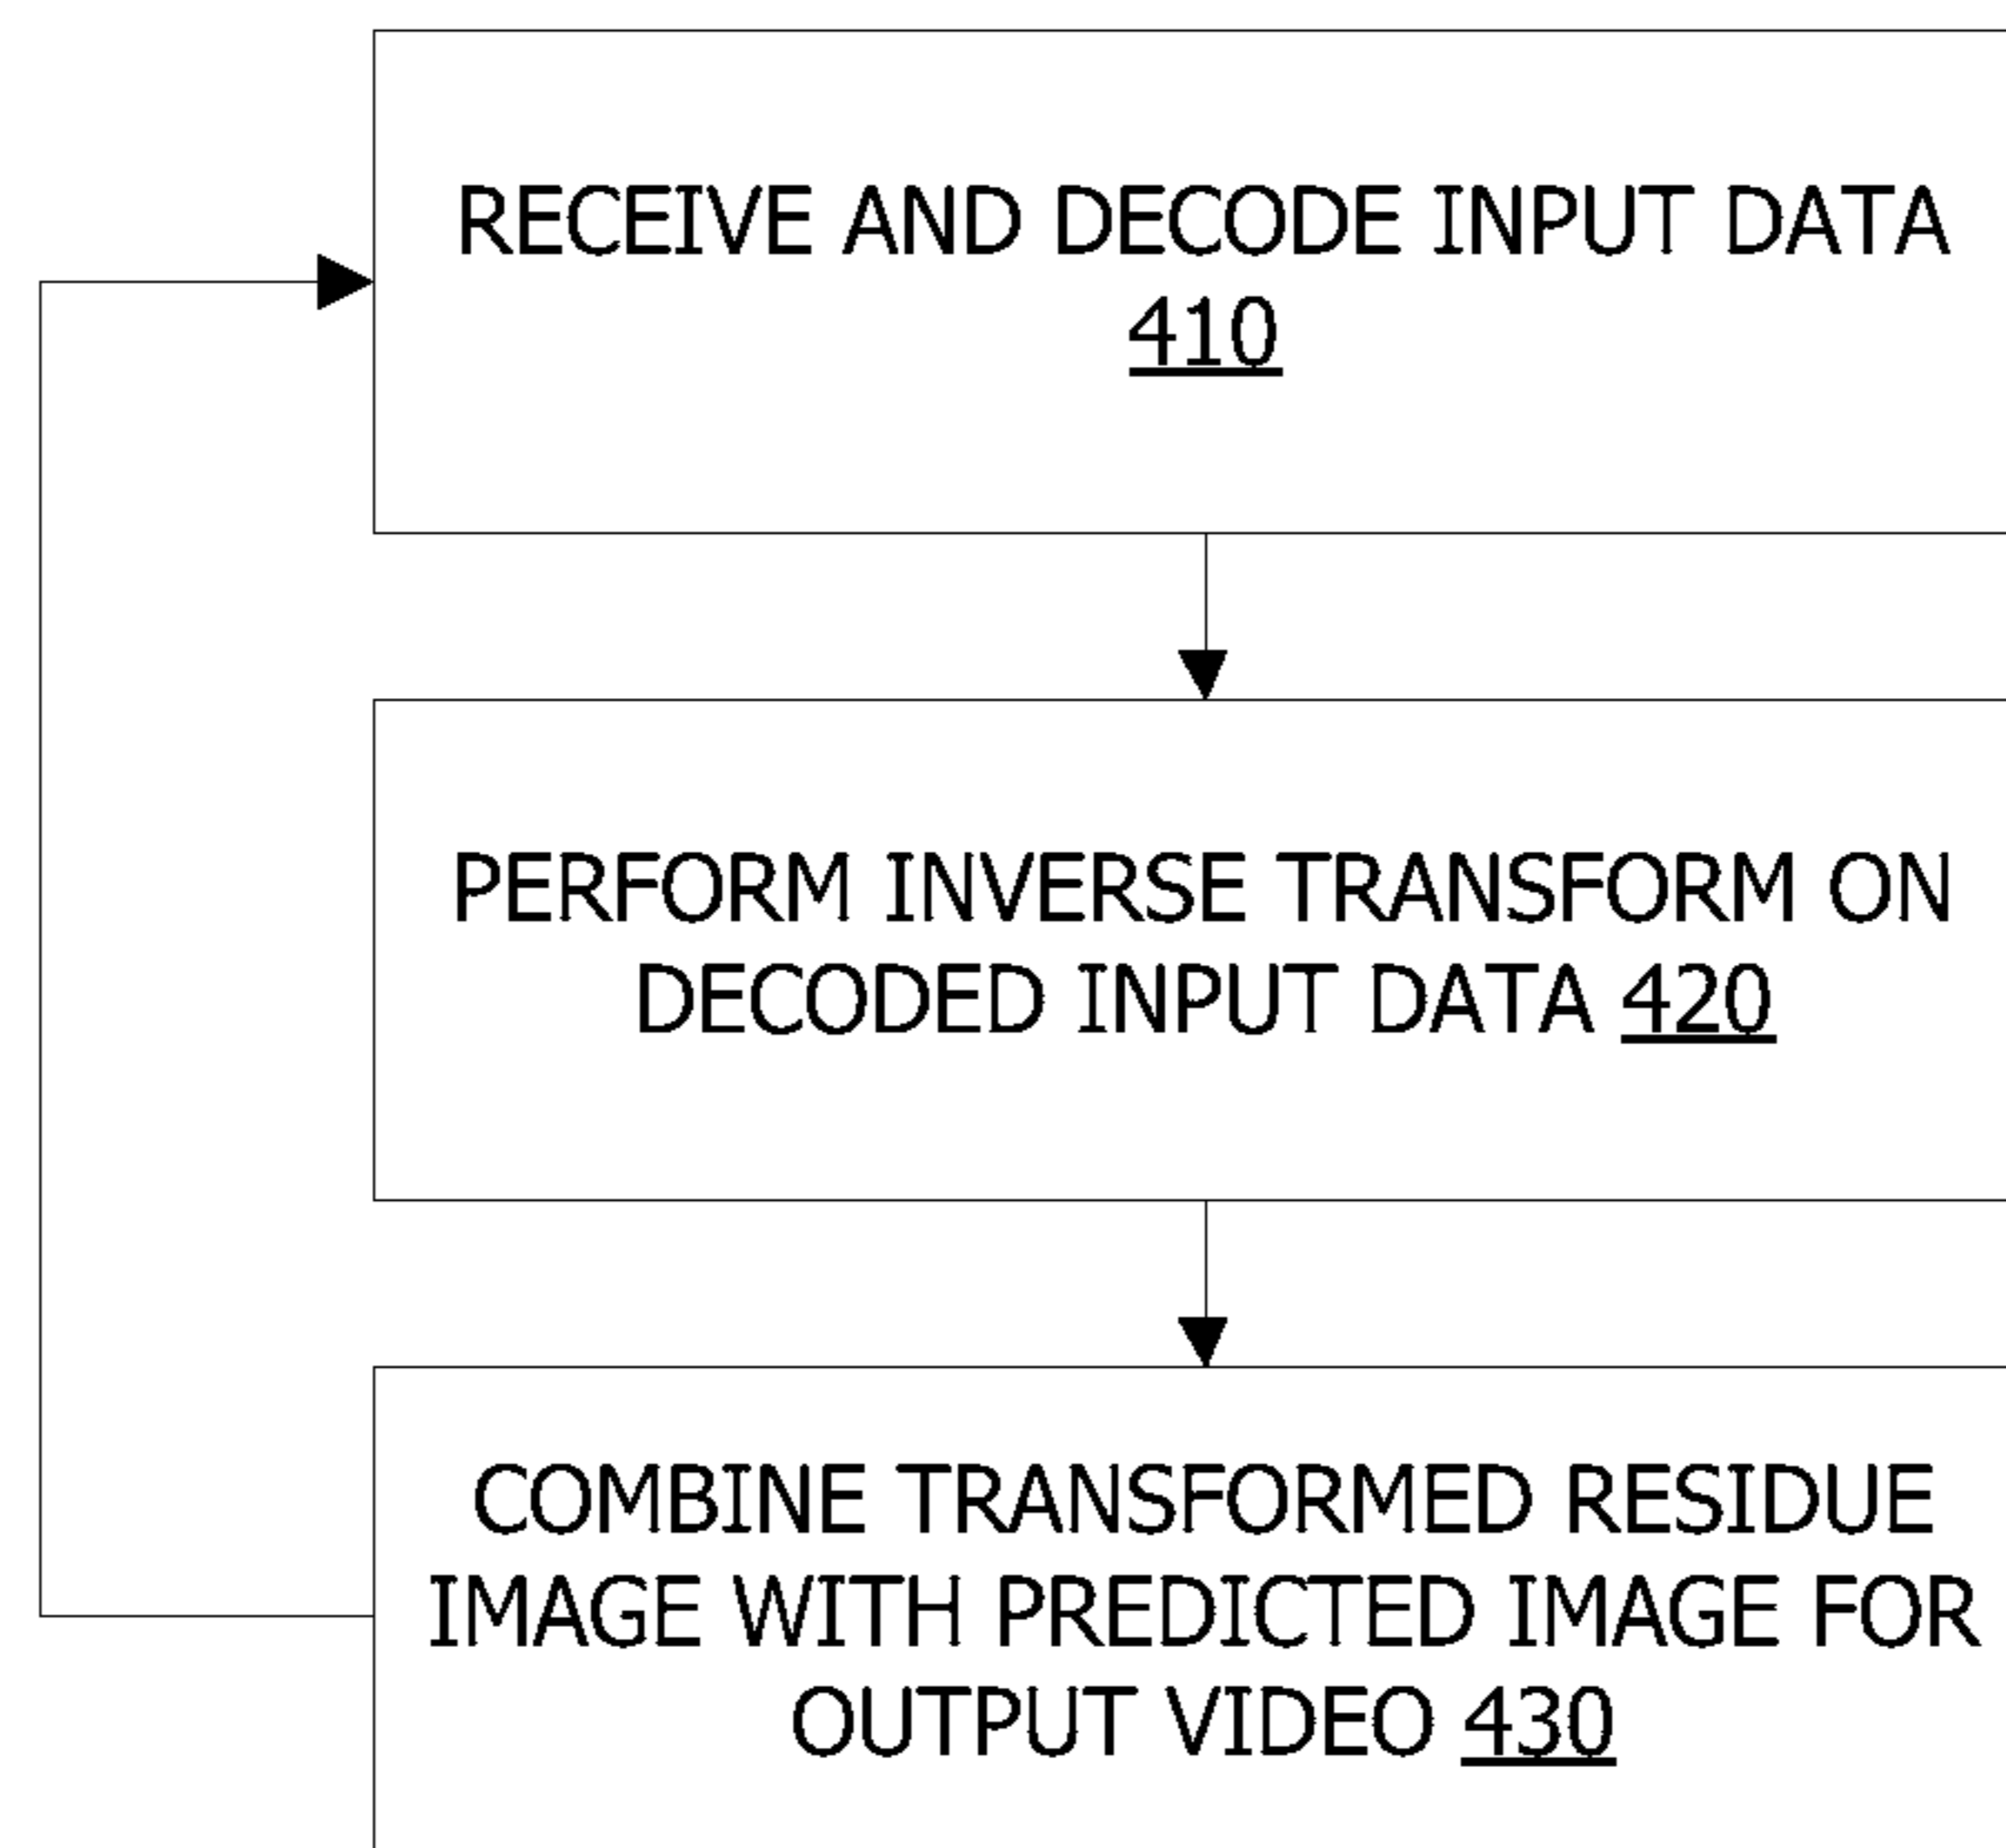 RECEIVE AND DECODE INPUT DATA
410
PERFORM INVERSE TRANSFORM ON
DECODED INPUT DATA 420
COMBINE TRANSFORMED RESIDUE
IMAGE WITH PREDICTED IMAGE FOR
OUTPUT VIDEO 430